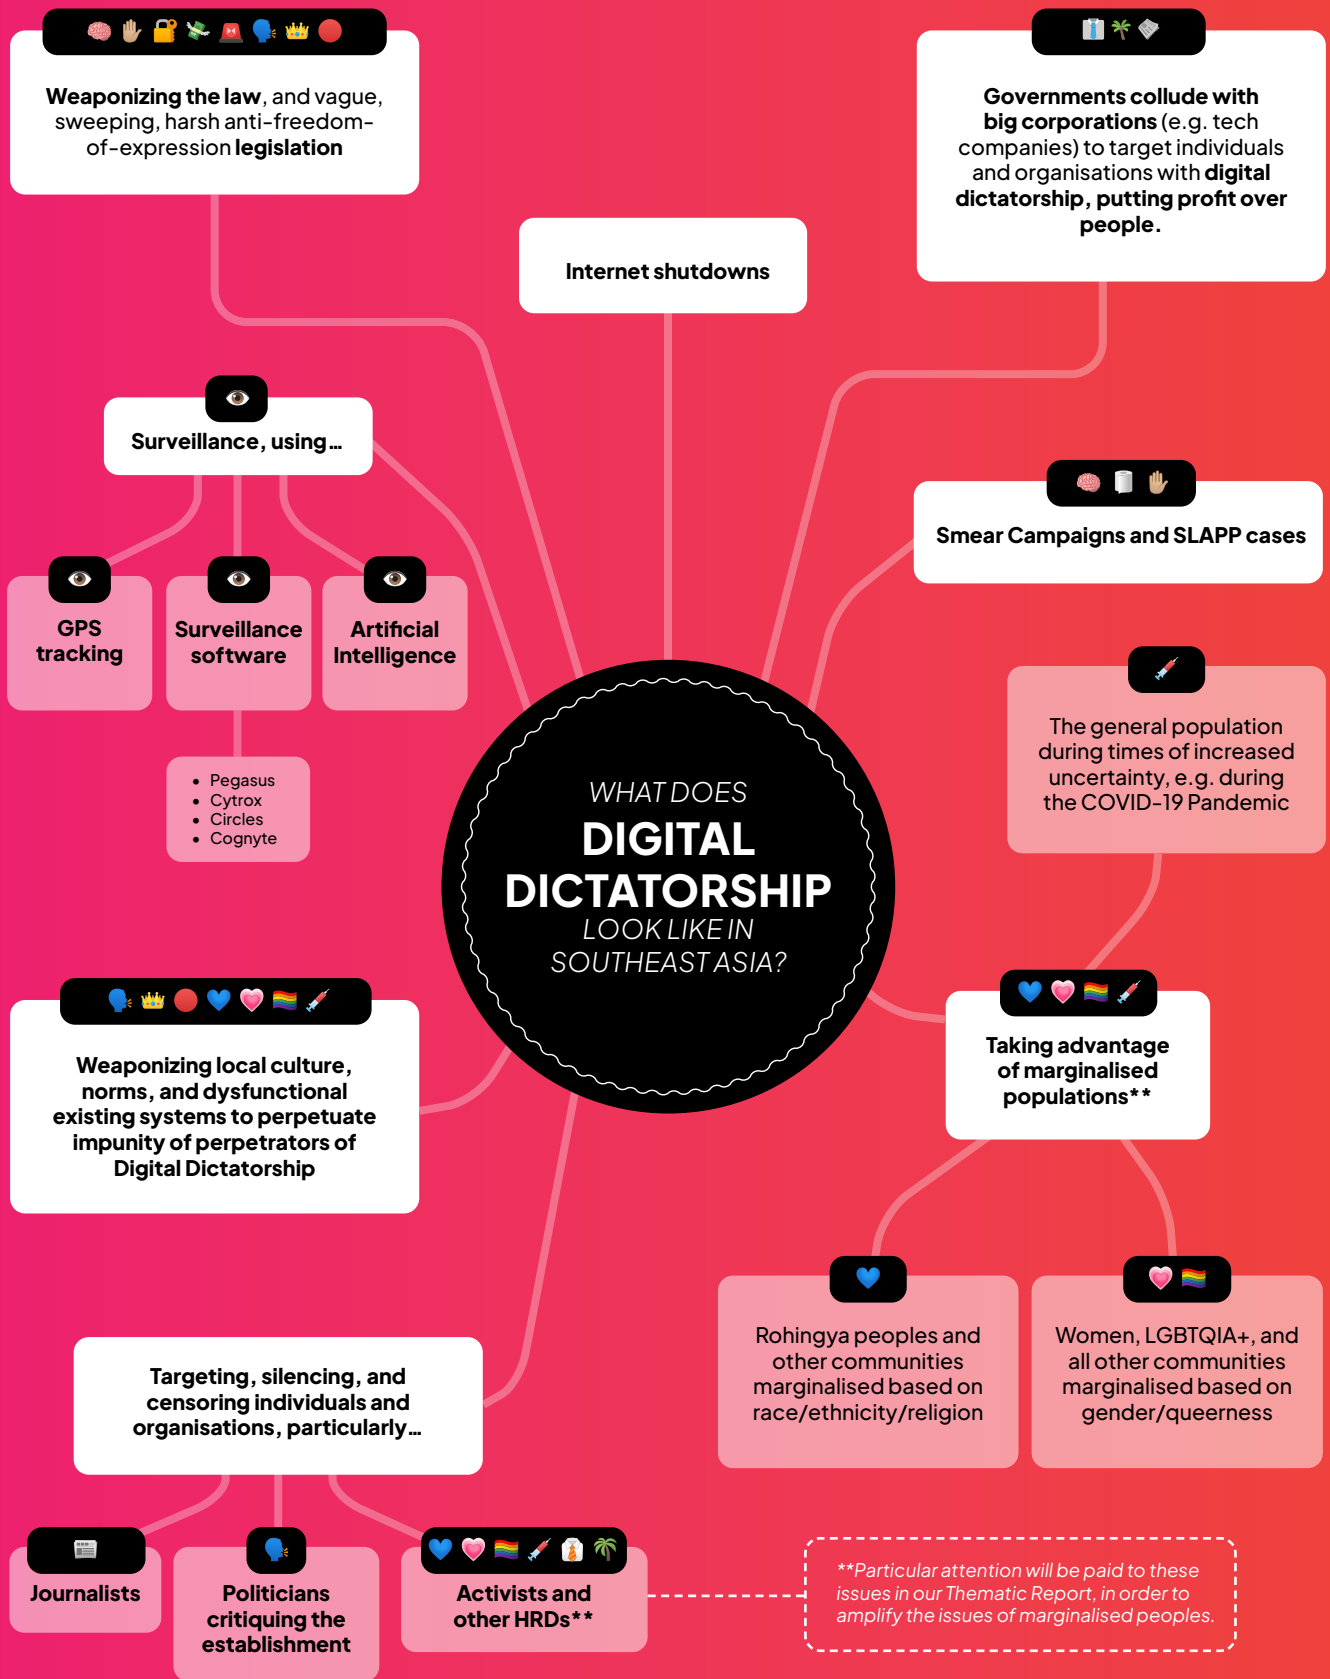 Weaponizing the law, and vague,
sweeping, harsh anti-freedom-
of-expression legislation
Governments collude with
big corporations (e.g. tech
companies) to target individuals
and organisations with digital
dictatorship, putting profit over
people.
Internet shutdowns
Surveillance, using...
GPS
tracking
Surveillance
software
Artificial
Intelligence
• Pegasus
• Cytrox
• Circles
• Cognyte
Smear Campaigns and SLAPP cases
The general population
during times of increased
uncertainty, e.g. during
the COVID-19 Pandemic
WHAT DOES
DIGITAL
DICTATORSHIP
LOOK LIKE IN
SOUTHEAST ASIA?
Weaponizing local culture,
norms, and dysfunctional
existing systems to perpetuate
impunity of perpetrators of
Digital Dictatorship
Taking advantage
of marginalised
populations**
Rohingya peoples and
other communities
marginalised based on
race/ethnicity/religion
Women, LGBTQIA+, and
all other communities
marginalised based on
gender/queerness
Targeting, silencing, and
censoring individuals and
organisations, particularly...
Journalists
Politicians
critiquing the
establishment
Activists and
other HRDs**
**Particular attention will be paid to these
issues in our Thematic Report, in order to
amplify the issues of marginalised peoples.